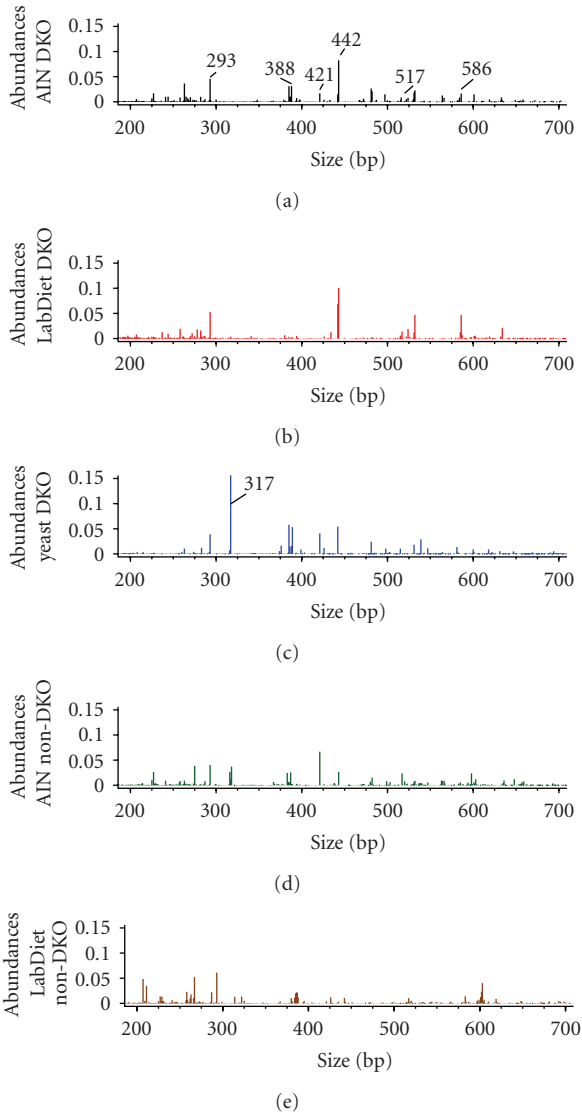 Abundances
AIN DKO
0.15
0.1
0.05
0
293
388
421
442
517
586
200 300 400 500 600 700
Size (bp)
(a)
Abundances
LabDiet DKO
0.15
0.1
0.05
0
200 300 400 500 600 700
Size (bp)
(b)
Abundances
yeast DKO
0.15
0.1
0.05
0
317
200 300 400 500 600 700
Size (bp)
(c)
Abundances
AIN non-DKO
0.15
0.1
0.05
0
200 300 400 500 600 700
Size (bp)
(d)
Abundances
LabDiet
non-DKO
0.15
0.1
0.05
0
200 300 400 500 600 700
Size (bp)
(e)